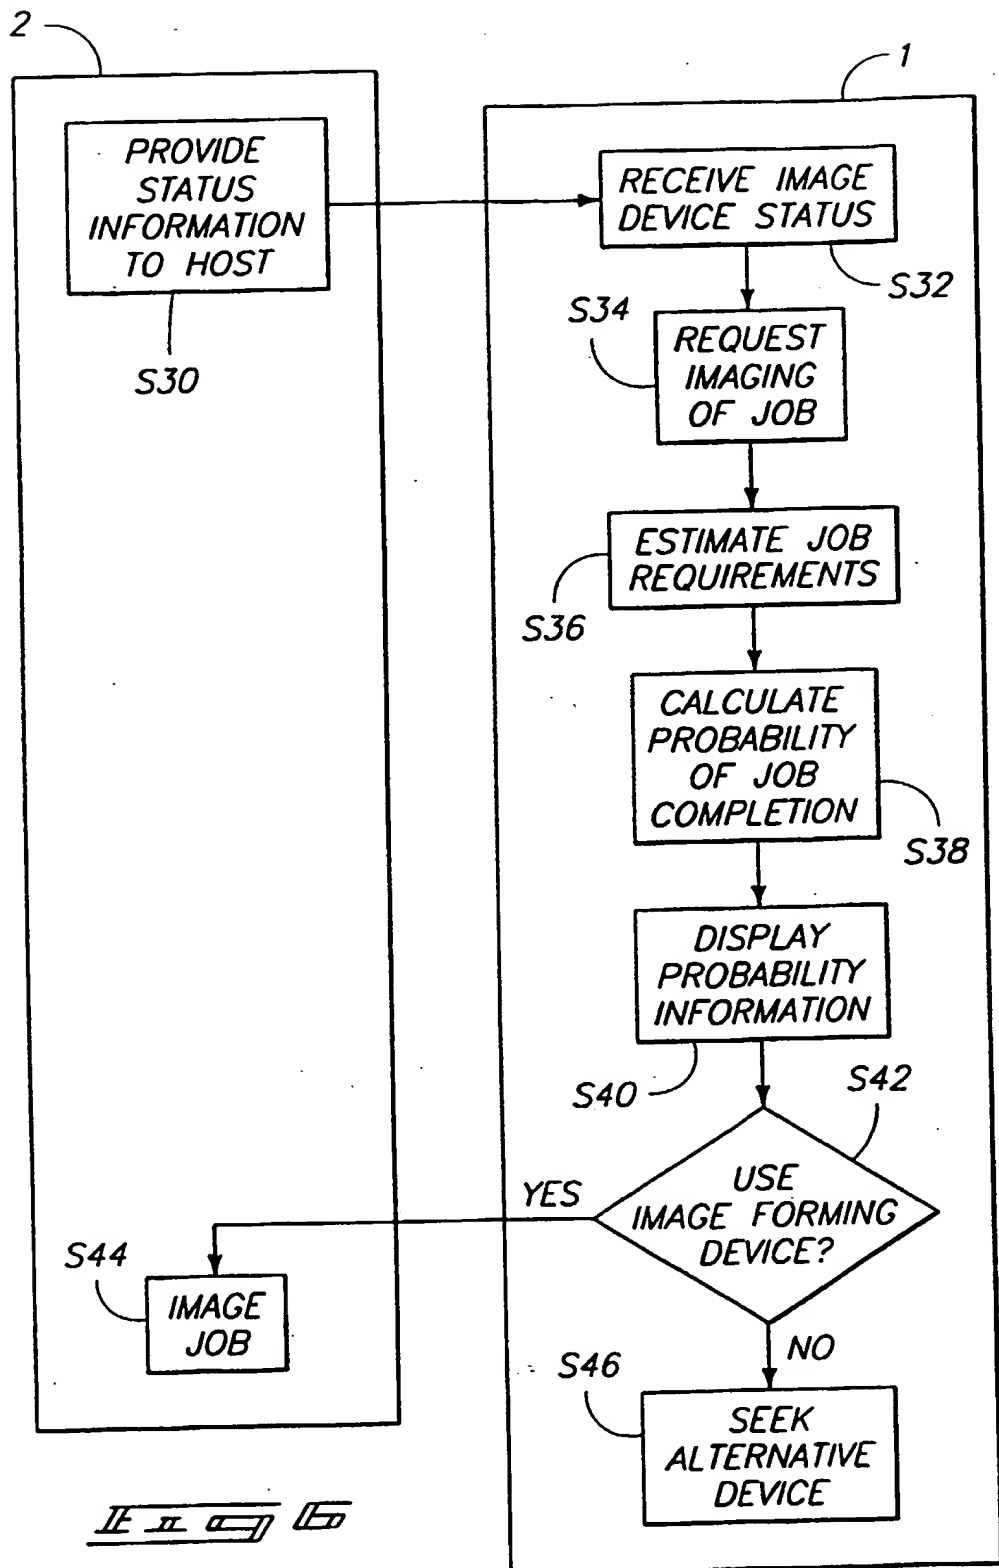 2
1
PROVIDE
STATUS
INFORMATION
TO HOST
S30
RECEIVE IMAGE
DEVICE STATUS
S32
S34
REQUEST
IMAGING
OF JOB
ESTIMATE JOB
REQUIREMENTS
S36
CALCULATE
PROBABILITY
OF JOB
COMPLETION
S38
DISPLAY
PROBABILITY
INFORMATION
S40
S42
USE
IMAGE FORMING
DEVICE?
YES
S44
IMAGE
JOB
NO
S46
SEEK
ALTERNATIVE
DEVICE
Fig 6